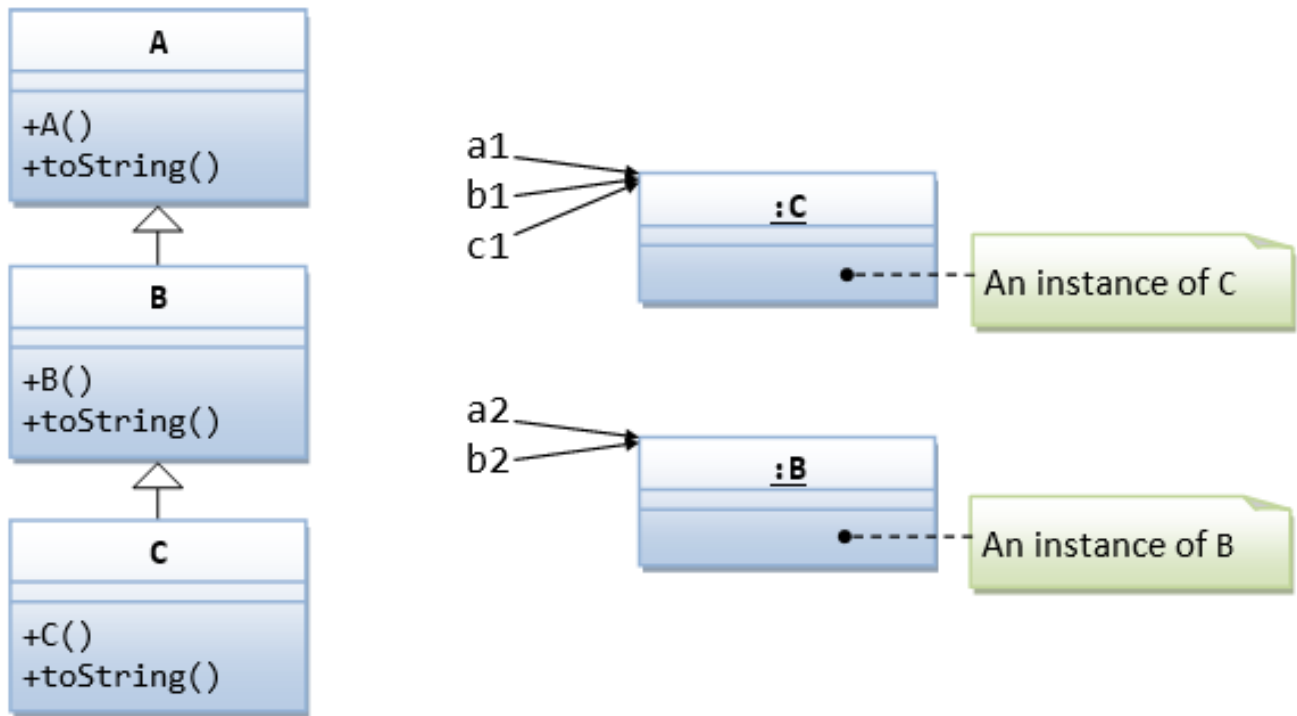 A
+A()
+toString()
B
+B()
+toString()
C
+C()
+toString()
a1
b1
c1
:C
An instance of C
a2
b2
:B
An instance of B